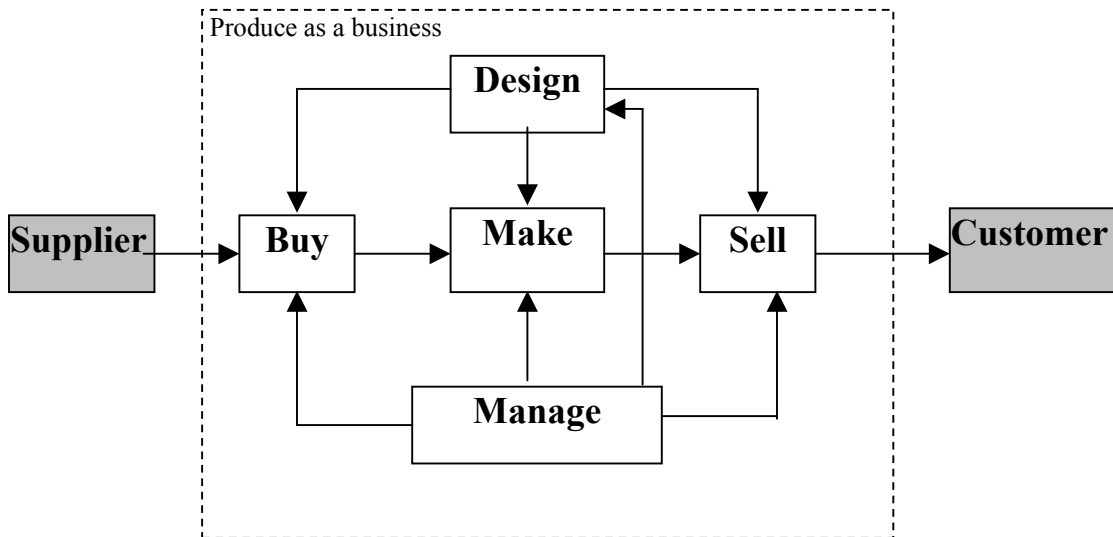 Produce as a business
Design
Supplier
Buy
Make
Sell
Customer
Manage